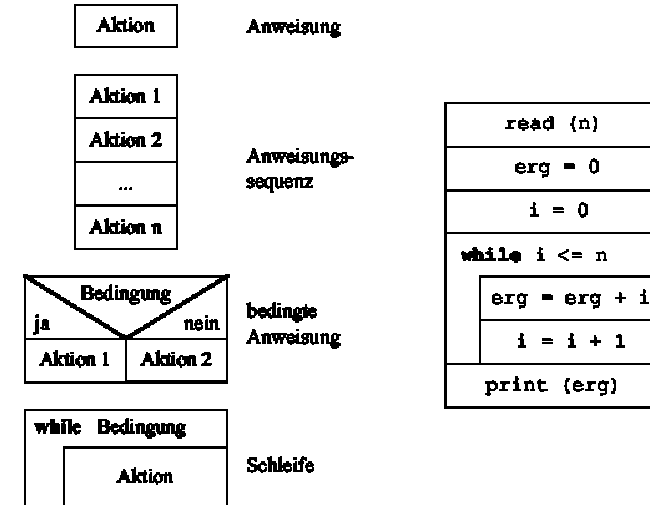 Aktion
Anweisung
Aktion 1
Aktion 2
...
Aktion n
Anweisungs-
sequenz
Bedingung
ja
nein
Aktion 1
Aktion 2
bedingte
Anweisung
while Bedingung
Aktion
Schleife
read (n)
erg = 0
i = 0
while i <= n
erg = erg + i
i = i + 1
print (erg)